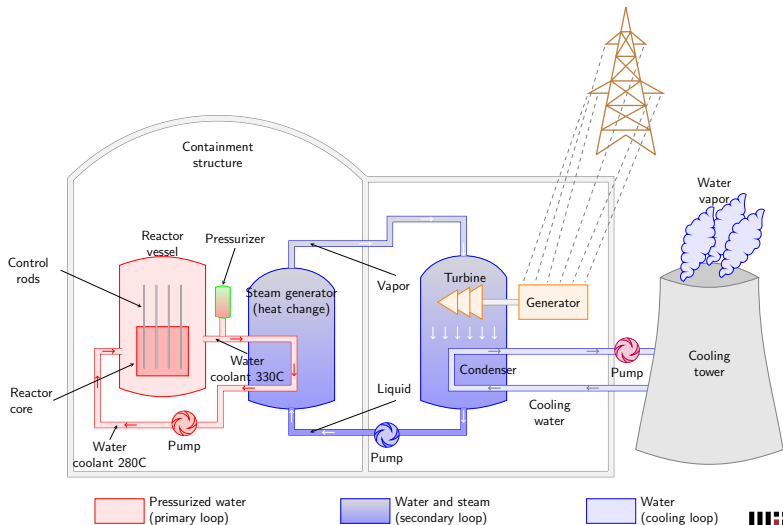 Containment
structure
Water
vapor
Reactor
vessel
Pressurizer
Control
rods
Steam generator
(heat change)
Vapor
Turbine
Generator
Water
coolant 330C
Condenser
Pump
Cooling
tower
Reactor
core
Liquid
Cooling
water
Water
coolant 280C
Pump
Pump
Pressurized water
(primary loop)
Water and steam
(secondary loop)
Water
(cooling loop)